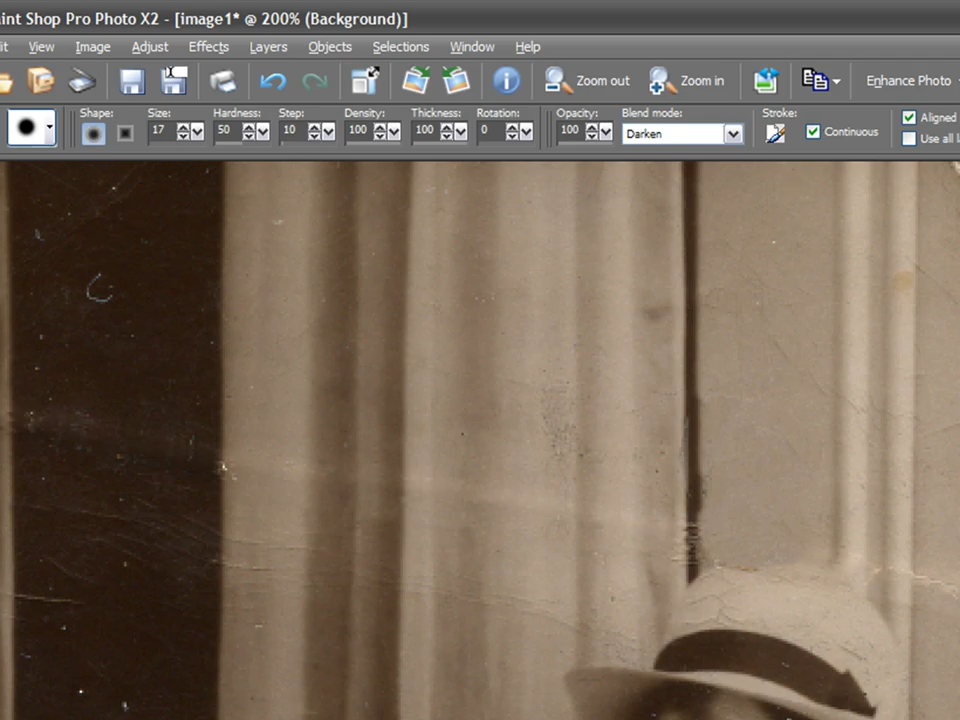 int Shop Pro Photo X2 - [image1* @ 200% (Background)]
it View Image Adjust Effects Layers Objects Selections Window Help
Zoom out Zoom in Enhance Photo
Shape: Size: Hardness: Step: Density: Thickness: Rotation: Opacity: Blend mode: Stroke: Aligned
17 50 10 100 100 0 100 Darken Continuous Use all l